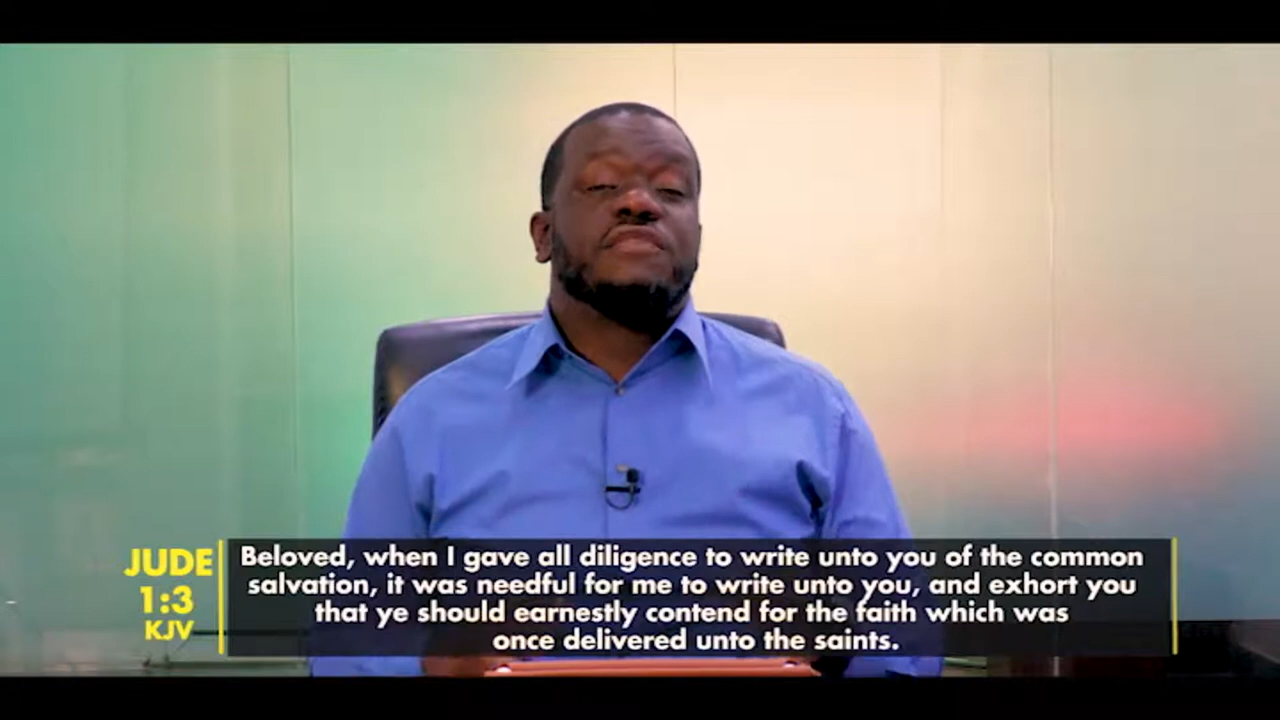 JUDE
1:3
KJV
Beloved, when I gave all diligence to write unto you of the common
salvation, it was needful for me to write unto you, and exhort you
that ye should earnestly contend for the faith which was
once delivered unto the saints.